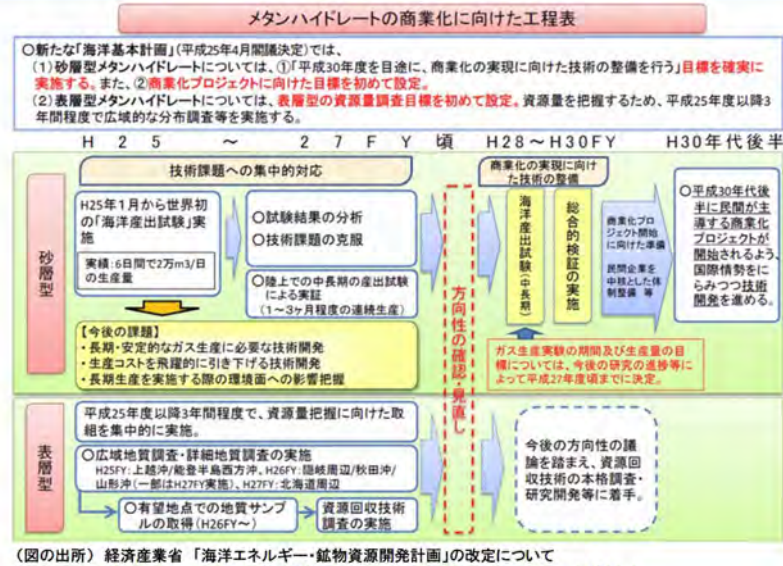 メタンハイドレートの商業化に向けた工程表
○新たな「海洋基本計画」(平成25年4月閣議決定)では、
(1)砂層型メタンハイドレートについては、①「平成30年度を目途に、商業化の実現に向けた技術の整備を行う」目標を確実に
実施する。また、②商業化プロジェクトに向けた目標を初めて設定。
(2)表層型メタンハイドレートについては、表層型の資源量調査目標を初めて設定。資源量を把握するため、平成25年度以降3
年間程度で広域的な分布調査等を実施する。
H25~27FY頃
H28~H30FY
H30年代後半
砂層型
技術課題への集中的対応
H25年1月から世界
初の「海洋産出試験」実
施
実績:6日間で2万m3/日
の生産量
○試験結果の分析
○技術課題の克服
○陸上での中長期の産出試験
による実証
(1~3ヶ月程度の連続生産)
【今後の課題】
・長期・安定的なガス生産に必要な技術開発
・生産コストを飛躍的に引き下げる技術開発
・長期生産を実施する際の環境面への影響把握
方向性の確認・見直し
商業化の実現に向け
た技術の整備
海洋産出試験(中長期)
総合的検証の実施
商業化プロ
ジェクト開始
に向けた準備
民間企業を
中核とした体
制整備 等
○平成30年代後
半に民間が主
導する商業化
プロジェクトが
開始されるよう、
国際情勢をに
らみつつ技術
開発を進める。
ガス生産実験の期間及び生産量の目
標については、今後の研究の進捗等に
よって平成27年度頃までに決定。
表層型
平成25年度以降3年間程度で、資源量把握に向けた取
組を集中的に実施。
○広域地質調査・詳細地質調査の実施
H25FY:上越沖/能登半島西方沖、H26FY:隠岐周辺/秋田沖/
山形沖(一部はH27FY実施)、H27FY:北海道周辺
○有望地点での地質サンプ
ルの取得(H26FY~)
資源回収技術
調査の実施
今後の方向性の議
論を踏まえ、資源回
収技術の本格調査・
研究開発等に着手。
(図の出所) 経済産業省 「海洋エネルギー・鉱物資源開発計画」の改定について